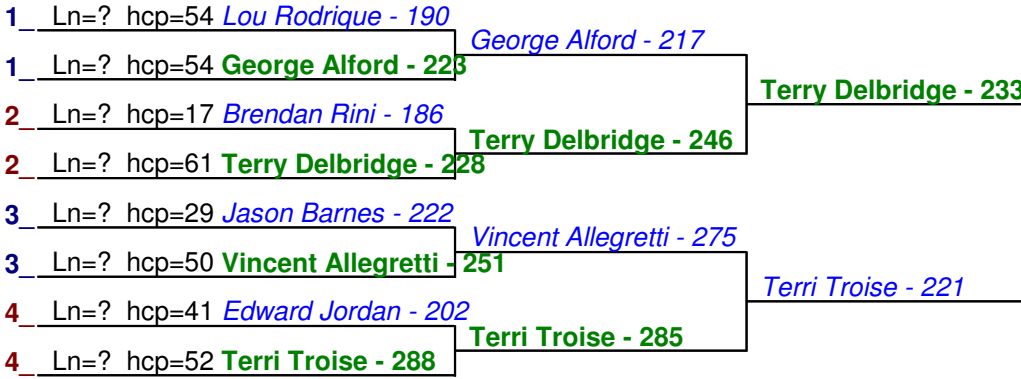 1_ Ln=? hcp=54 Lou Rodrique - 190
George Alford - 217
1_ Ln=? hcp=54 George Alford - 223
Terry Delbridge - 233
2_ Ln=? hcp=17 Brendan Rini - 186
Terry Delbridge - 246
2_ Ln=? hcp=61 Terry Delbridge - 228
3_ Ln=? hcp=29 Jason Barnes - 222
Vincent Allegretti - 275
3_ Ln=? hcp=50 Vincent Allegretti - 251
Terri Troise - 221
4_ Ln=? hcp=41 Edward Jordan - 202
Terri Troise - 285
4_ Ln=? hcp=52 Terri Troise - 288